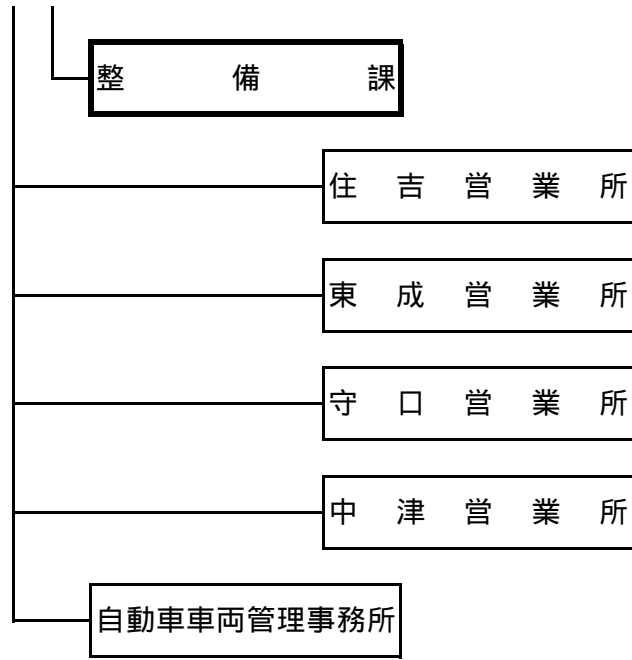 整備課
住吉営業所
東成営業所
守口営業所
中津営業所
自動車車両管理事務所